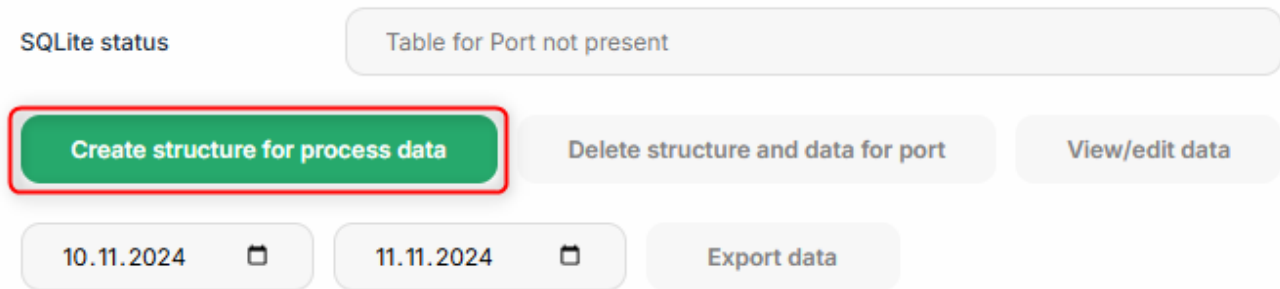 SQLite status Table for Port not present
Create structure for process data Delete structure and data for port View/edit data
10.11.2024 11.11.2024 Export data